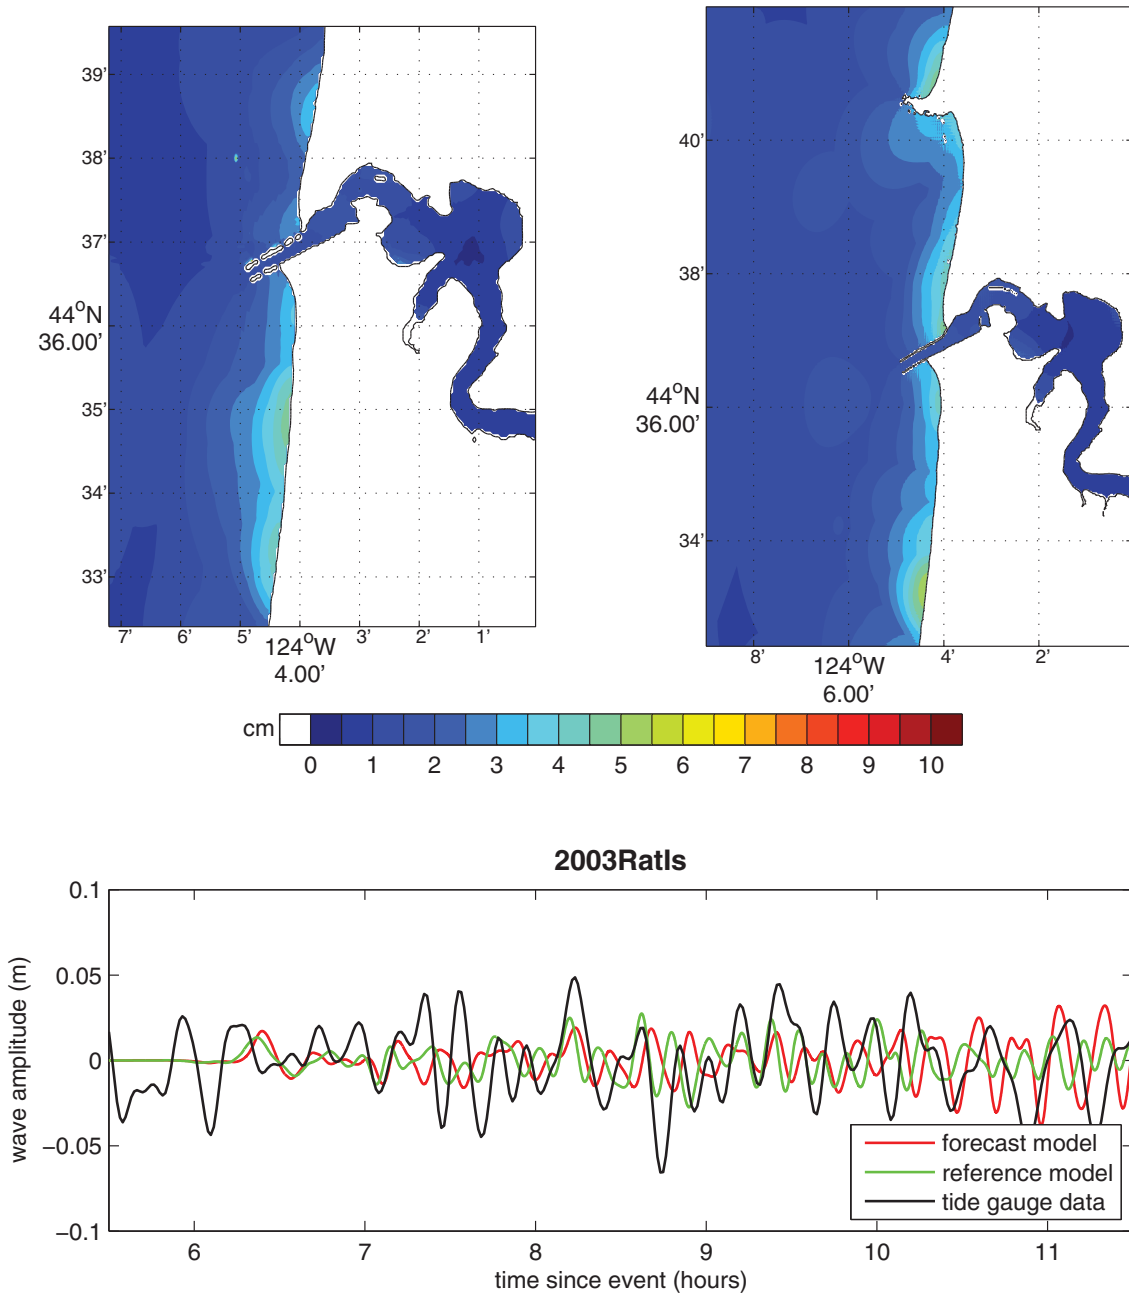 39'
38'
37'
44°N
36.00'
35'
34'
33'
7'
6'
5'
124°W
4.00'
3'
2'
1'
40'
38'
44°N
36.00'
34'
8'
124°W
6.00'
4'
2'
cm
0 1 2 3 4 5 6 7 8 9 10
2003RatIs
wave amplitude (m)
0.1
0.05
0
−0.05
−0.1
forecast model
reference model
tide gauge data
6 7 8 9 10 11
time since event (hours)